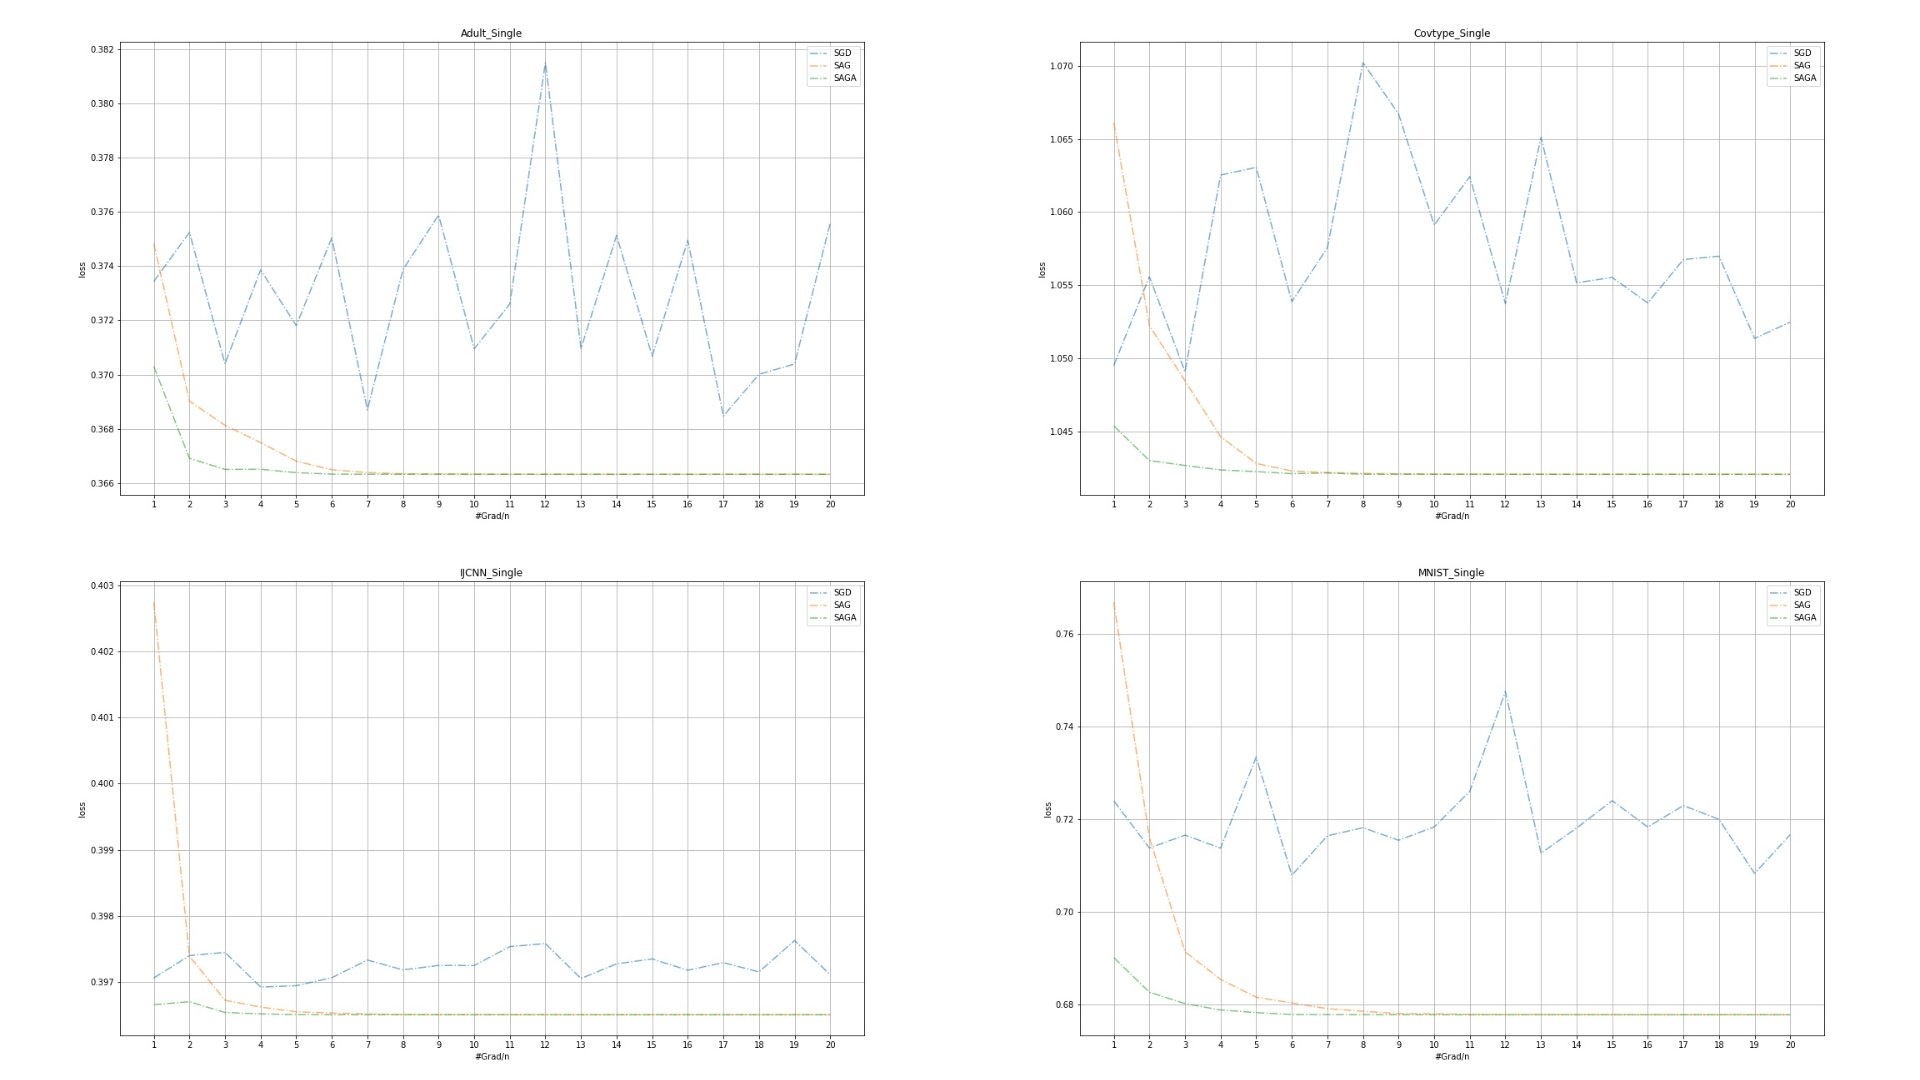 Adult_Single
0.382
0.380
0.378
0.376
0.374
0.372
0.370
0.368
0.366
loss
SGD
SAG
SAGA
1 2 3 4 5 6 7 8 9 10 11 12 13 14 15 16 17 18 19 20
#Grad/n
Covtype_Single
1.070
1.065
1.060
1.055
1.050
1.045
loss
SGD
SAG
SAGA
1 2 3 4 5 6 7 8 9 10 11 12 13 14 15 16 17 18 19 20
#Grad/n
IJCNN_Single
0.403
0.402
0.401
0.400
0.399
0.398
0.397
loss
SGD
SAG
SAGA
1 2 3 4 5 6 7 8 9 10 11 12 13 14 15 16 17 18 19 20
#Grad/n
MNIST_Single
0.76
0.74
0.72
0.70
0.68
loss
SGD
SAG
SAGA
1 2 3 4 5 6 7 8 9 10 11 12 13 14 15 16 17 18 19 20
#Grad/n